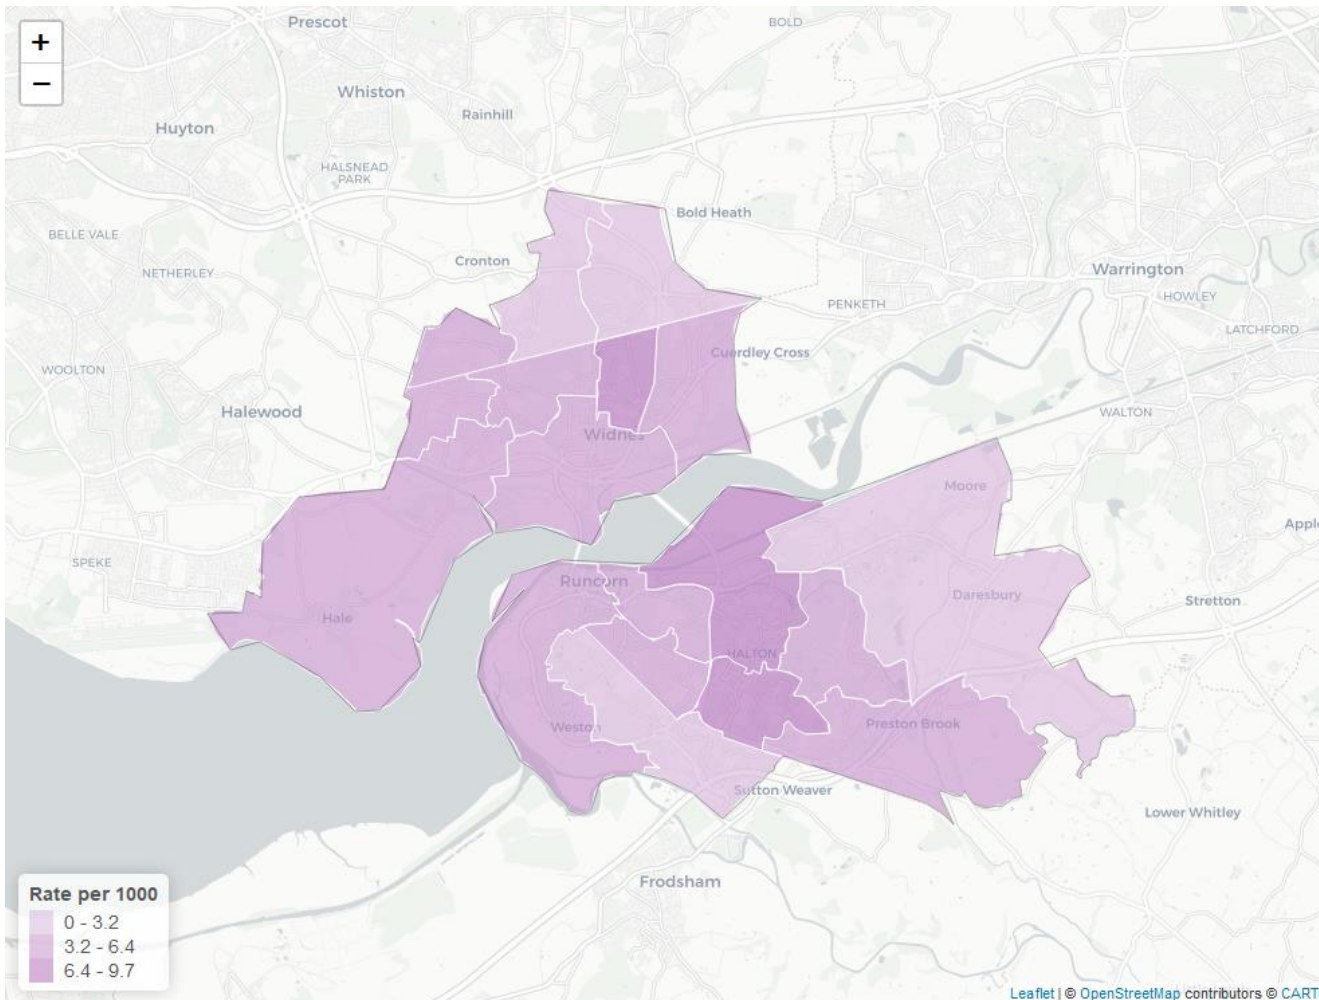 +
Prescot
BOLD
−
Whiston
Rainhill
Huyton
HALSNEAD
PARK
Bold Heath
BELLE VALE
Cronton
NETHERLEY
Warrington
HOWLEY
PENKETH
LATCHFORD
Cuerdley Cross
WOOLTON
Halewood
WALTON
Widnes
Moore
Apple
SPEKE
Runcorn
Daresbury
Stretton
Hale
HALTON
Weston
Preston Brook
Sutton Weaver
Lower Whitley
Frodsham
Rate per 1000
0 - 3.2
3.2 - 6.4
6.4 - 9.7
Leaflet | © OpenStreetMap contributors © CART